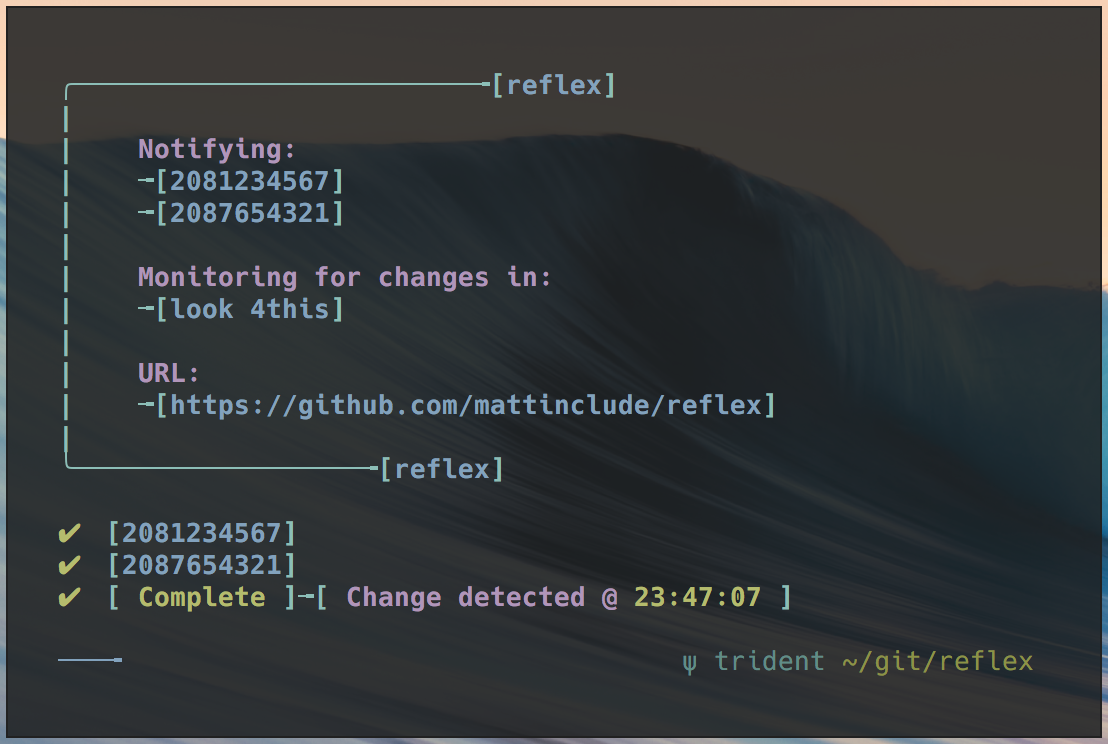 [reflex]
Notifying:
[2081234567]
[2087654321]
Monitoring for changes in:
[look 4this]
URL:
[https://github.com/mattinclude/reflex]
[reflex]
✔ [2081234567]
✔ [2087654321]
✔ [ Complete ]╼[ Change detected @ 23:47:07 ]
ψ trident ~/git/reflex